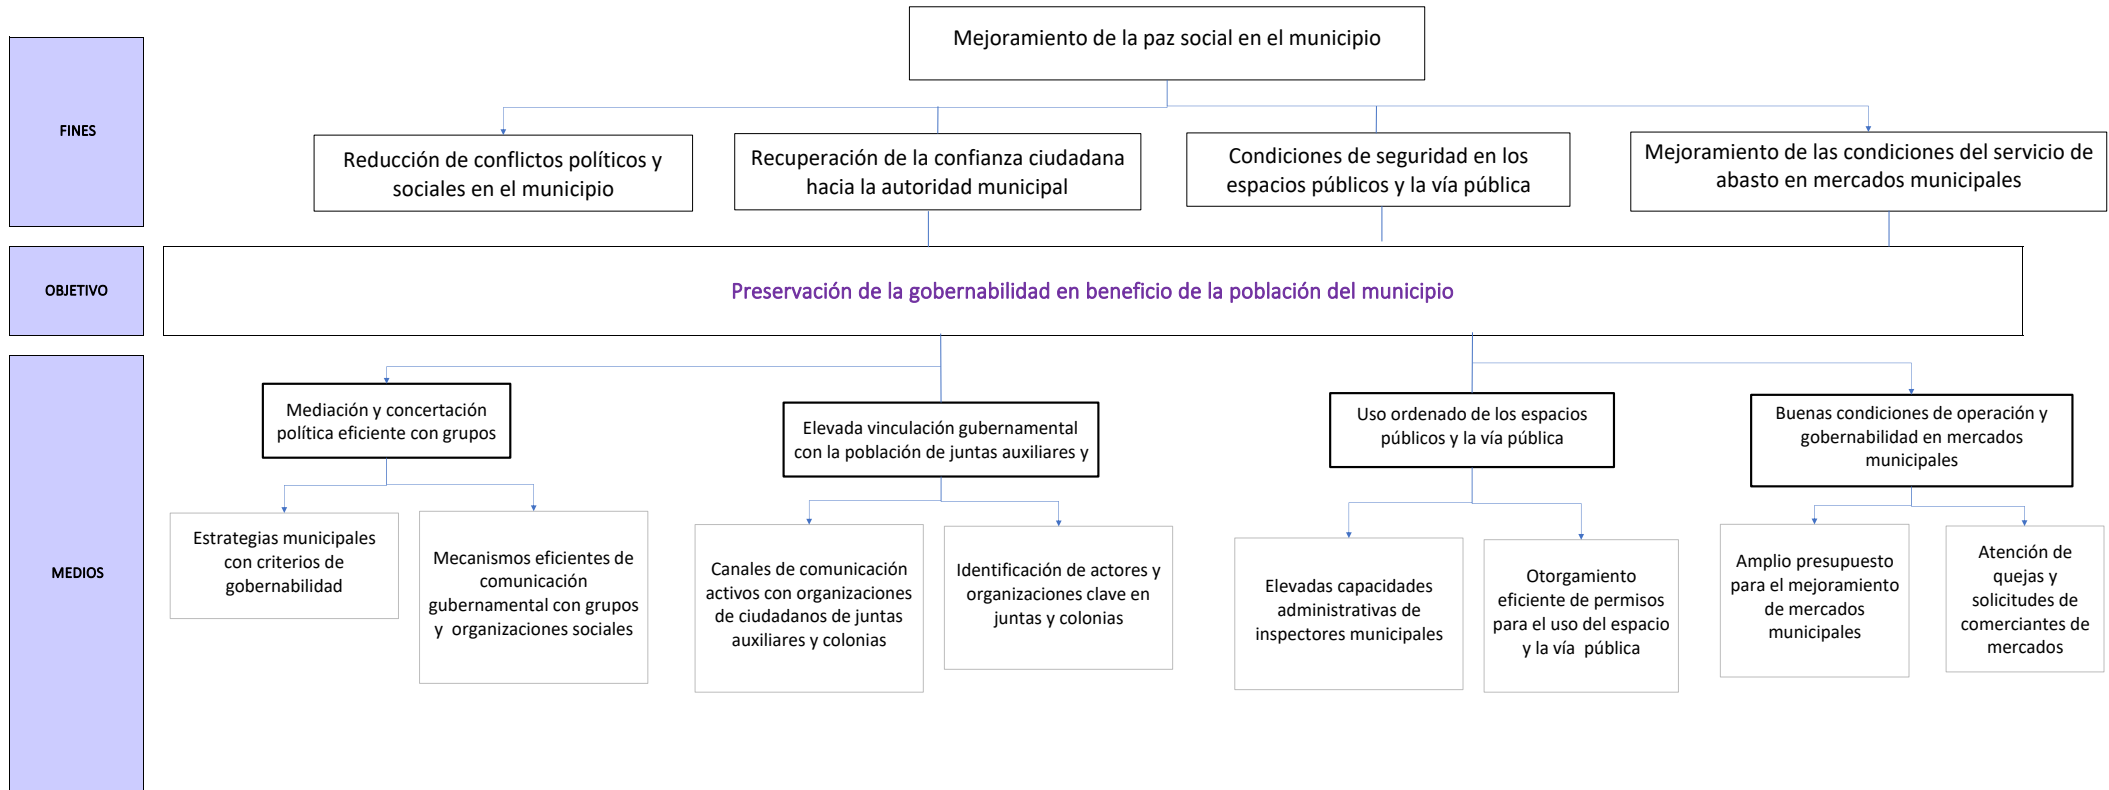 Mejoramiento de la paz social en el municipio
FINES
Reducción de conflictos políticos y
sociales en el municipio
Recuperación de la confianza ciudadana
hacia la autoridad municipal
Condiciones de seguridad en los
espacios públicos y la vía pública
Mejoramiento de las condiciones del servicio de
abasto en mercados municipales
OBJETIVO
Preservación de la gobernabilidad en beneficio de la población del municipio
MEDIOS
Mediación y concertación
política eficiente con grupos
Elevada vinculación gubernamental
con la población de juntas auxiliares y
Uso ordenado de los espacios
públicos y la vía pública
Buenas condiciones de operación y
gobernabilidad en mercados
municipales
Estrategias municipales
con criterios de
gobernabilidad
Mecanismos eficientes de
comunicación
gubernamental con grupos
y organizaciones sociales
Canales de comunicación
activos con organizaciones
de ciudadanos de juntas
auxiliares y colonias
Identificación de actores y
organizaciones clave en
juntas y colonias
Elevadas capacidades
administrativas de
inspectores municipales
Otorgamiento
eficiente de permisos
para el uso del espacio
y la vía pública
Amplio presupuesto
para el mejoramiento
de mercados
municipales
Atención de
quejas y
solicitudes de
comerciantes de
mercados